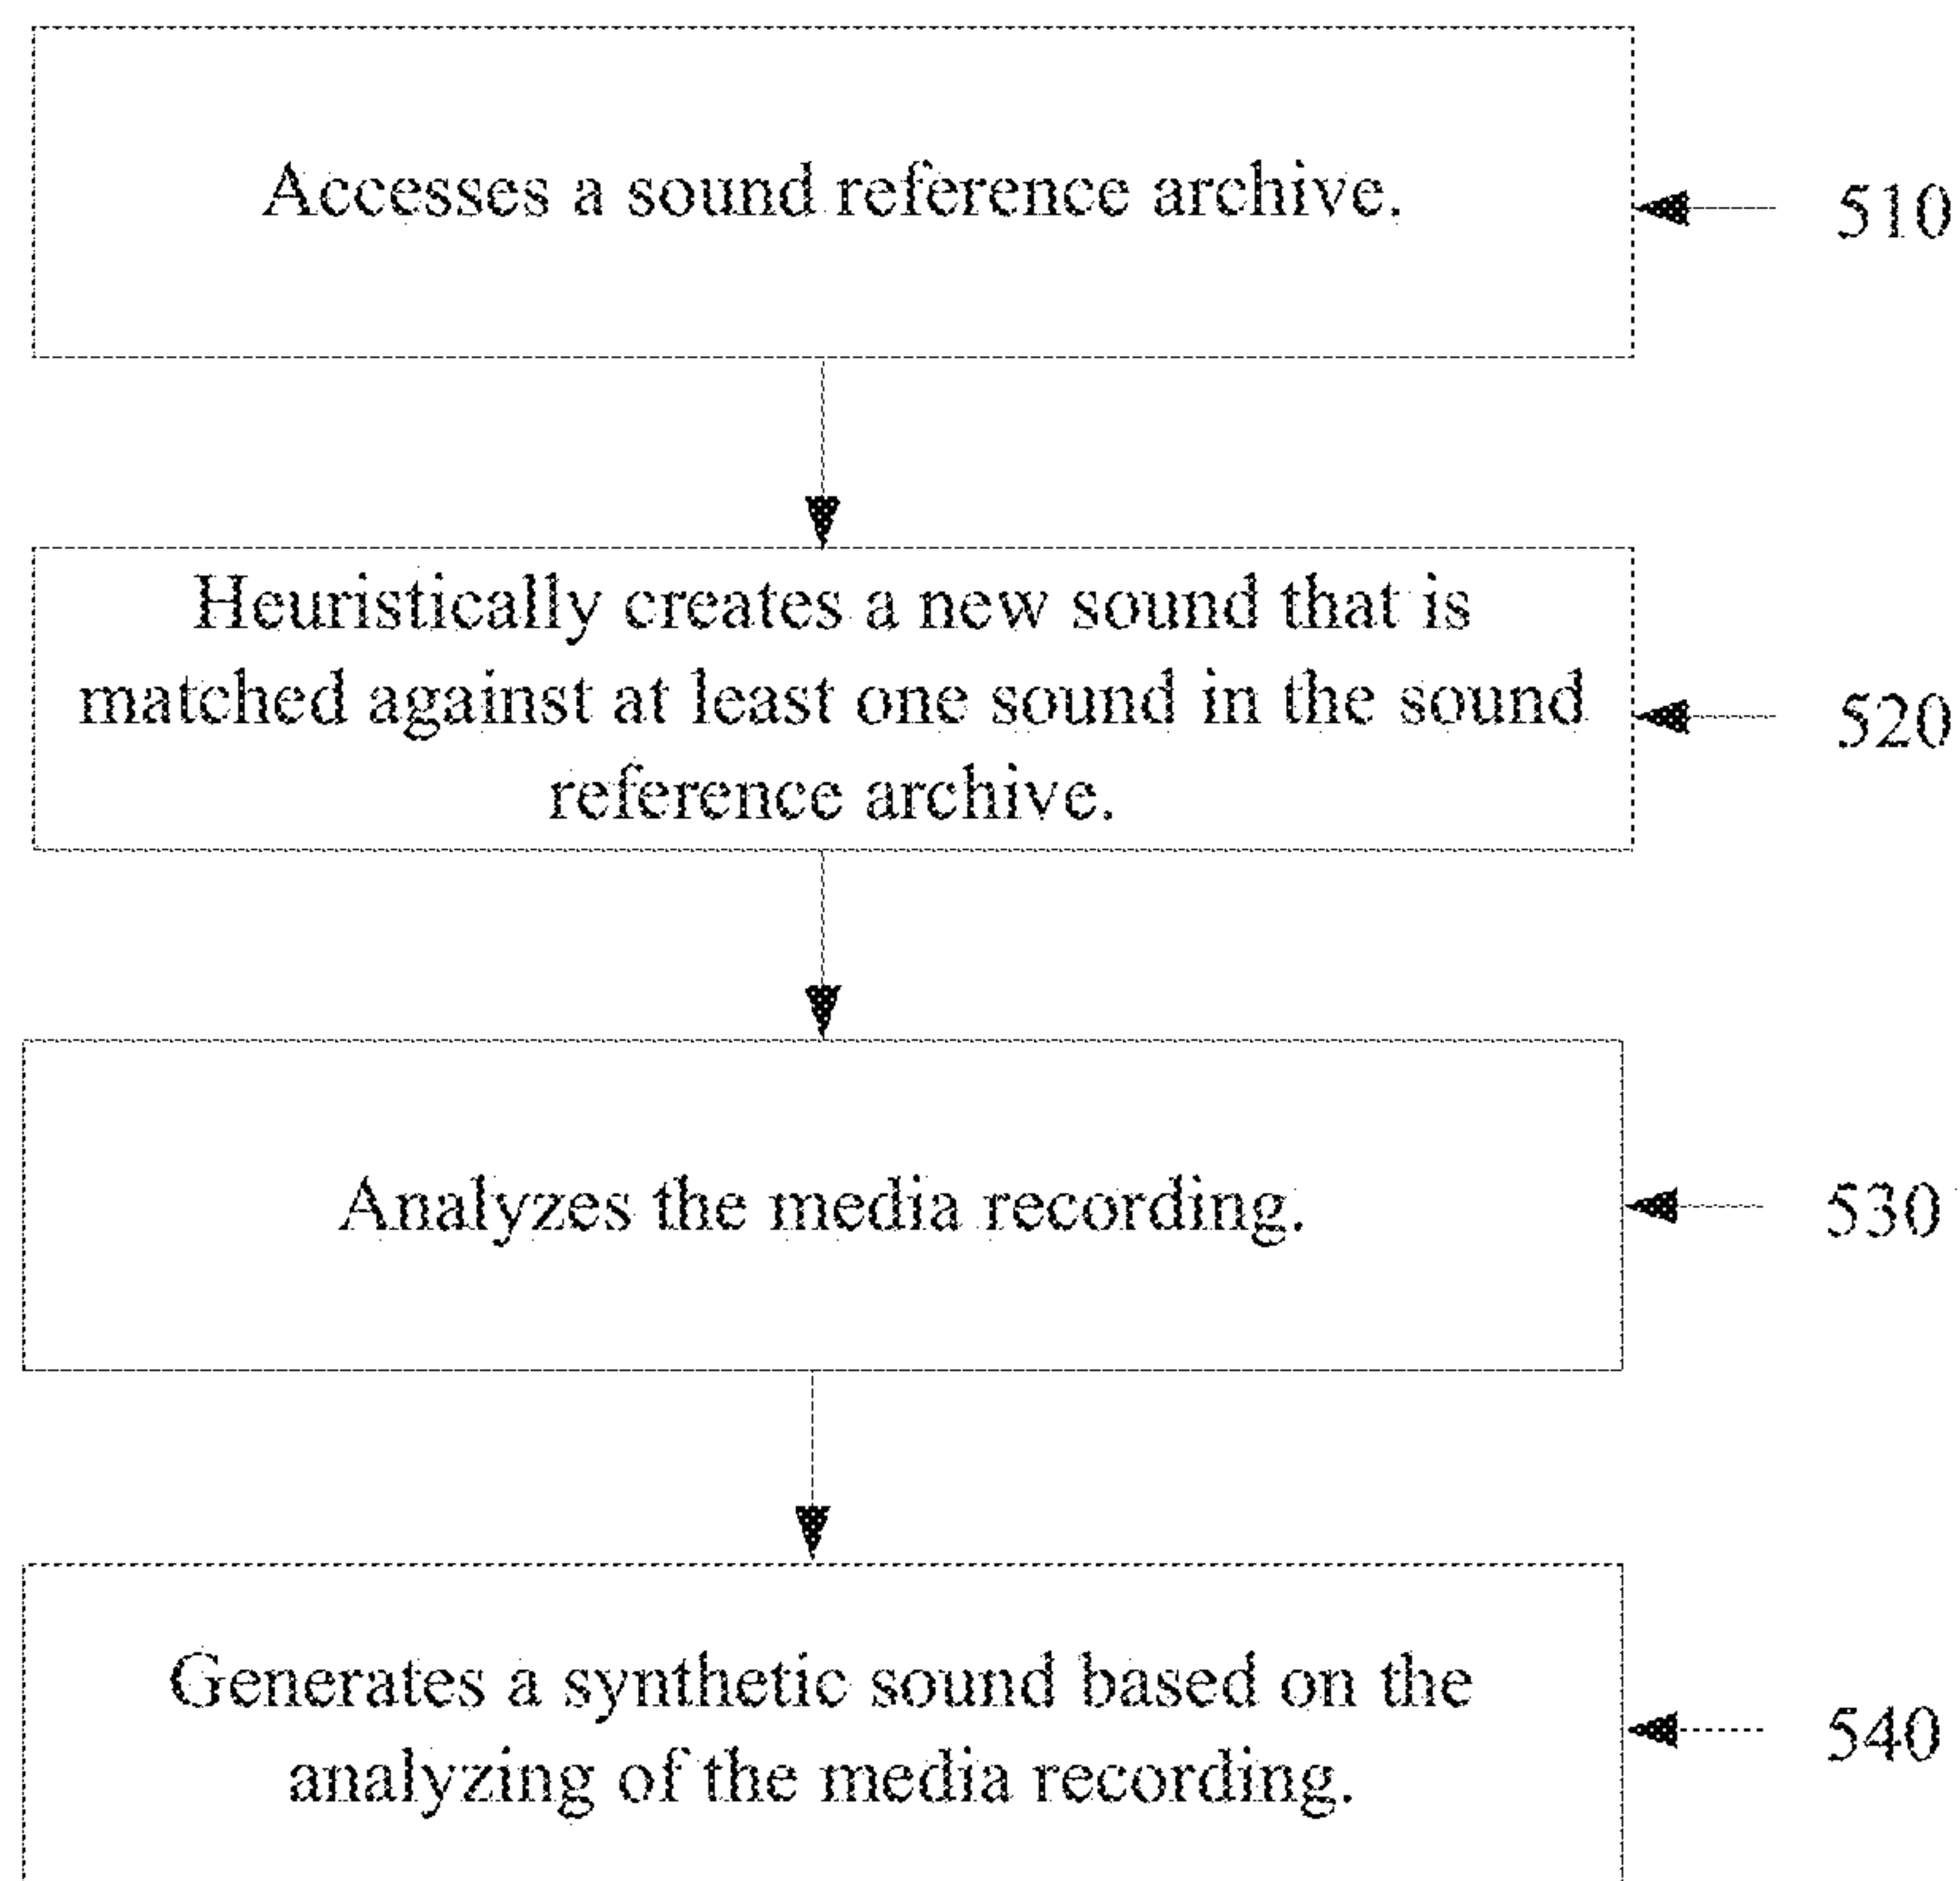 Accesses a sound reference archive.
510
Heuristically creates a new sound that is
matched against at least one sound in the sound
reference archive.
520
Analyzes the media recording.
530
Generates a synthetic sound based on the
analyzing of the media recording.
540